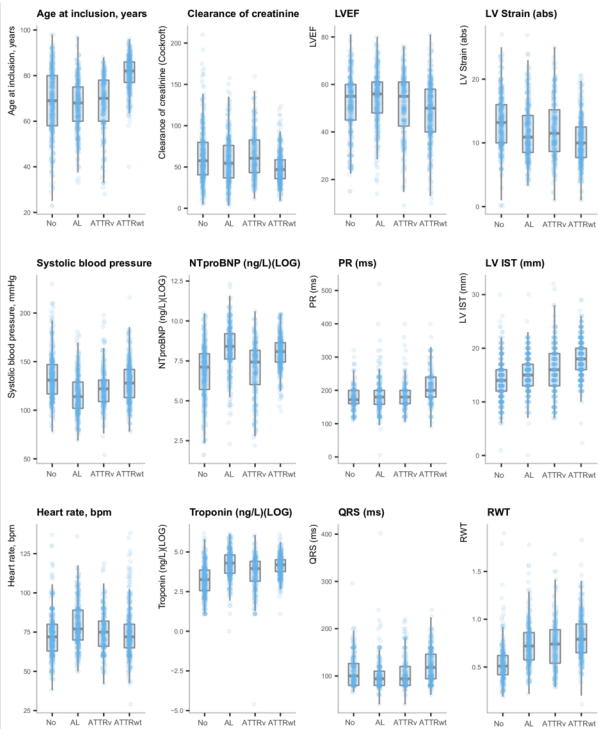 Age at inclusion, years
Clearance of creatinine
LVEF
LV Strain (abs)
Age at inclusion, years
100
80
60
40
20
No AL ATTRv ATTRwt
Clearance of creatinine (Cockroft)
200
150
100
50
0
No AL ATTRv ATTRwt
LVEF
80
60
40
20
0
No AL ATTRv ATTRwt
LV Strain (abs)
20
10
0
No AL ATTRv ATTRwt
Systolic blood pressure
NTproBNP (ng/L)(LOG)
PR (ms)
LV IST (mm)
Systolic blood pressure, mmHg
200
150
100
50
No AL ATTRv ATTRwt
NTproBNP (ng/L)(LOG)
12.5
10.0
7.5
5.0
2.5
No AL ATTRv ATTRwt
PR (ms)
500
400
300
200
100
0
No AL ATTRv ATTRwt
LV IST (mm)
30
20
10
0
No AL ATTRv ATTRwt
Heart rate, bpm
Troponin (ng/L)(LOG)
QRS (ms)
RWT
Heart rate, bpm
125
100
75
50
25
No AL ATTRv ATTRwt
Troponin (ng/L)(LOG)
5.0
2.5
0.0
−2.5
−5.0
No AL ATTRv ATTRwt
QRS (ms)
400
300
200
100
0
No AL ATTRv ATTRwt
RWT
1.5
1.0
0.5
No AL ATTRv ATTRwt